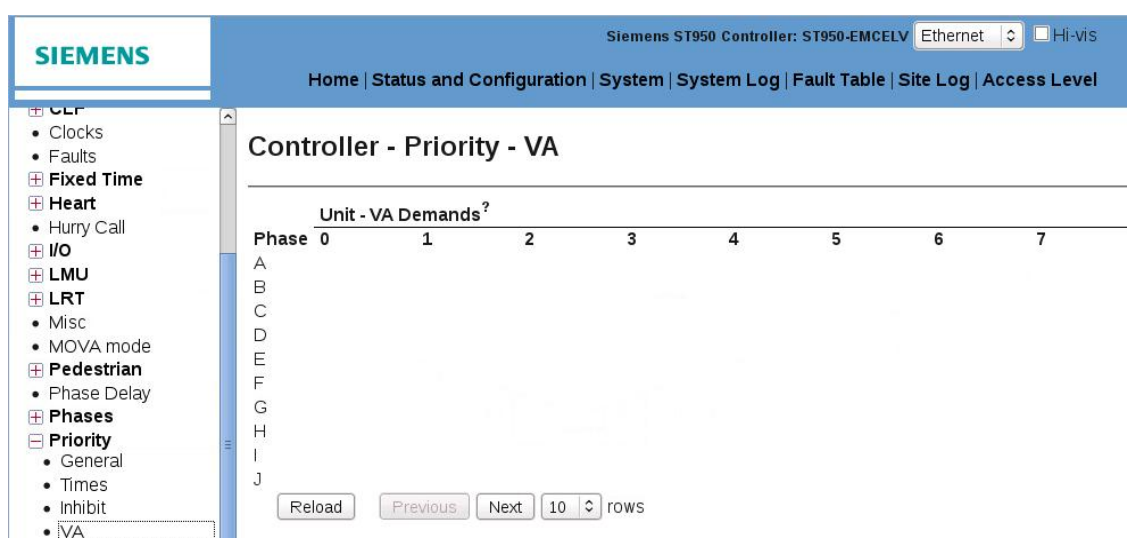 SIEMENS
Siemens ST950 Controller: ST950-EMCELV Ethernet Hi-vis
Home | Status and Configuration | System | System Log | Fault Table | Site Log | Access Level
CLF
Clocks
Faults
Fixed Time
Heart
Hurry Call
I/O
LMU
LRT
Misc
MOVA mode
Pedestrian
Phase Delay
Phases
Priority
General
Times
Inhibit
VA
Controller - Priority - VA
Unit - VA Demands?
Phase 0 1 2 3 4 5 6 7
A
B
C
D
E
F
G
H
I
J
Reload Previous Next 10 rows